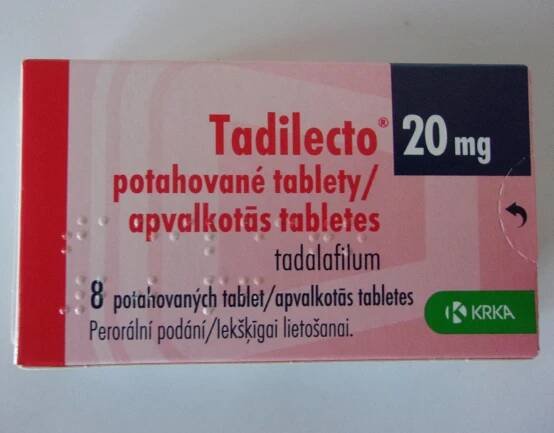 Tadilecto® 20 mg
potahované tablety/
apvalkotās tabletes
tadalafilum
8 potahovaných tablet/apvalkotās tabletes
Perorální podání/Iekšķīgai lietošanai.
KRKA